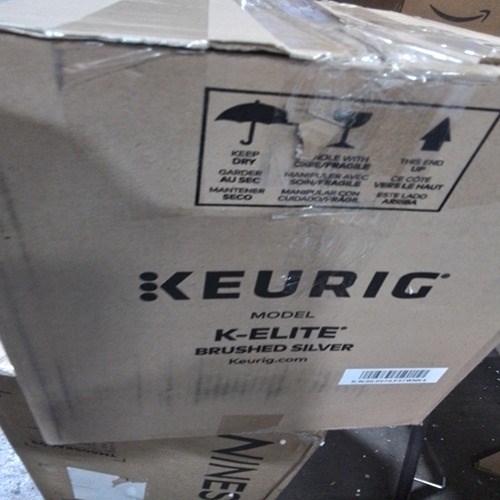 KEEP
DRY
GARDER
AU SEC
MANTENER
SECO
WITH
CARE/FRAGILE
MANIPULER AVEC
SOIN/FRAGILE
MANIPULAR CON
CUIDADO/FRÁGIL
THIS END
UP
CE CÔTÉ
VERS LE HAUT
ESTE LADO
ARRIBA
KEURIG
MODEL
K-ELITE
BRUSHED SILVER
Keurig.com
NINES